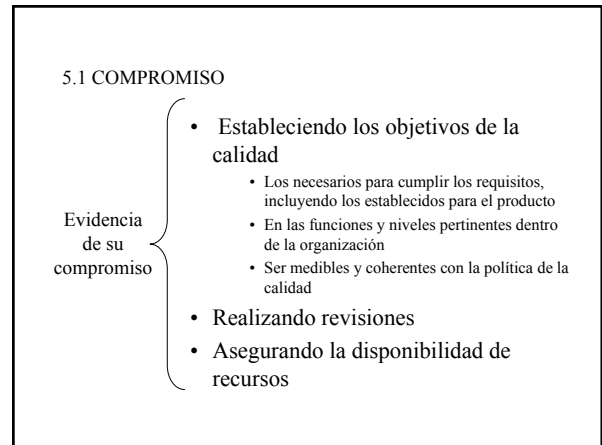 5.1 COMPROMISO
Evidencia
de su
compromiso
• Estableciendo los objetivos de la
calidad
• Los necesarios para cumplir los requisitos,
incluyendo los establecidos para el producto
• En las funciones y niveles pertinentes dentro
de la organización
• Ser medibles y coherentes con la política de la
calidad
• Realizando revisiones
• Asegurando la disponibilidad de
recursos